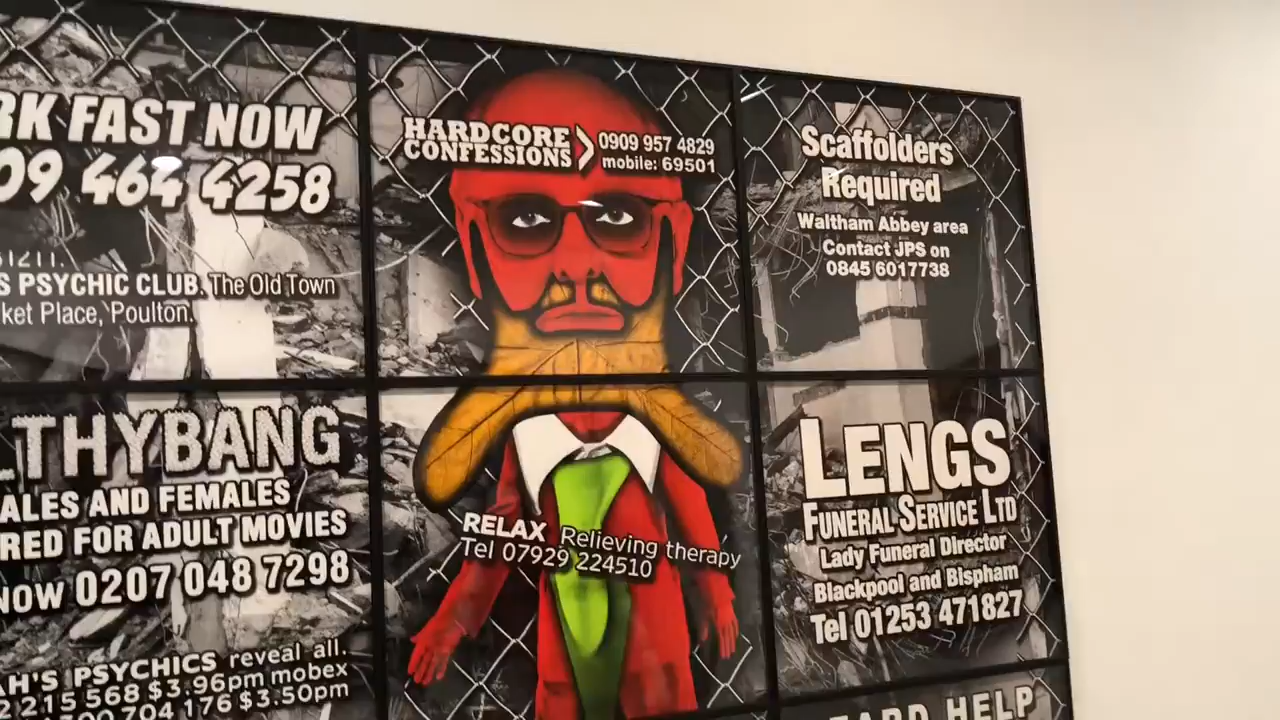 RK FAST NOW
09 464 4258
S PSYCHIC CLUB. The Old Town
ket Place, Poulton.
HARDCORE
CONFESSIONS
0909 957 4829
mobile: 69501
Scaffolders
Required
Waltham Abbey area
Contact JPS on
0845 6017738
LTHYBANG
ALES AND FEMALES
RED FOR ADULT MOVIES
NOW 0207 048 7298
AH'S PSYCHICS reveal all.
2 215 568 $3.96pm mobex
704 176 $3.50pm
RELAX Relieving therapy
Tel 07929 224510
LENGS
FUNERAL SERVICE LTD
Lady Funeral Director
Blackpool and Bispham
Tel 01253 471827
HELP